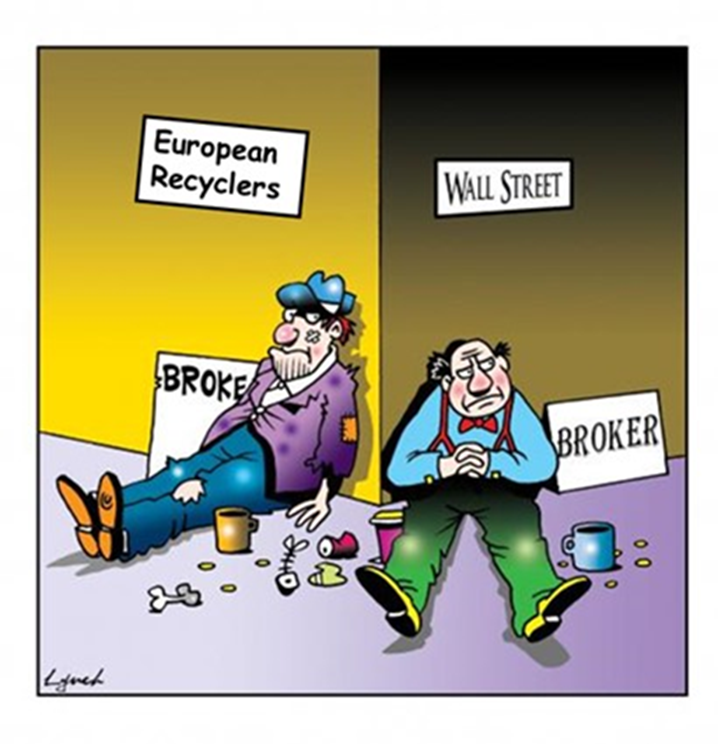 European
Recyclers
WALL STREET
BROKE
BROKER
Lynch